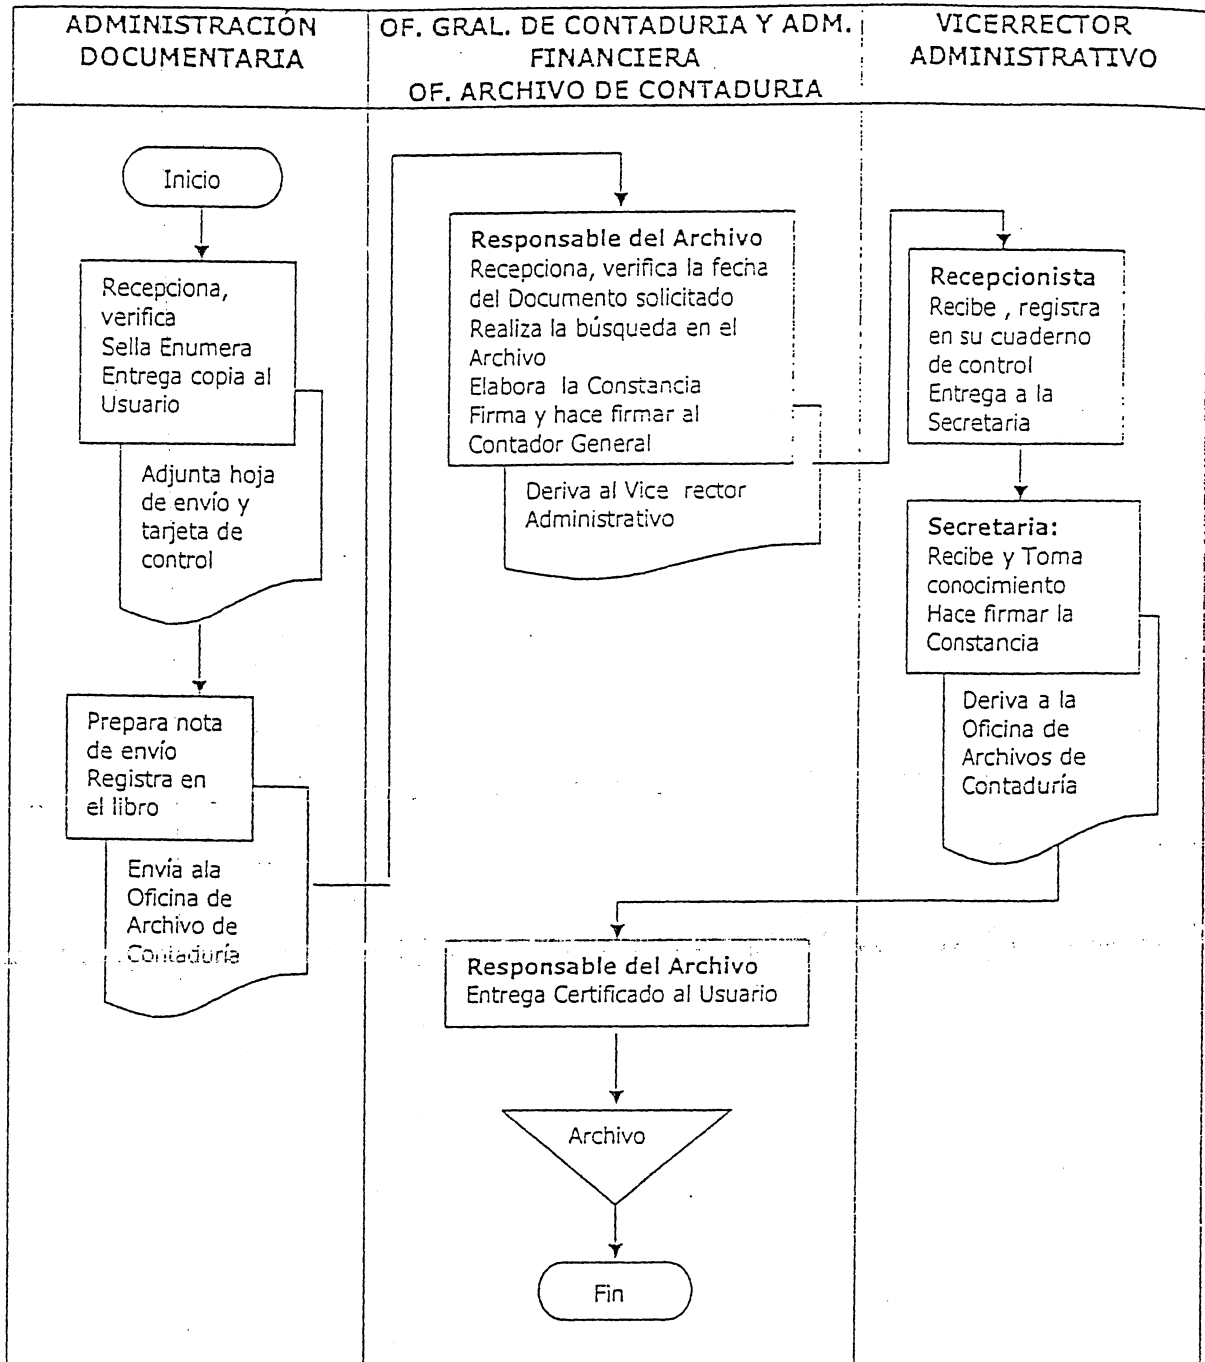 ADMINISTRACIÓN
DOCUMENTARIA
OF. GRAL. DE CONTADURIA Y ADM.
FINANCIERA
OF. ARCHIVO DE CONTADURIA
VICERRECTOR
ADMINISTRATIVO
Inicio
Recepciona,
verifica
Sella Enumera
Entrega copia al
Usuario
Adjunta hoja
de envío y
tarjeta de
control
Prepara nota
de envío
Registra en
el libro
Envía ala
Oficina de
Archivo de
Contaduría
Responsable del Archivo
Recepciona, verifica la fecha
del Documento solicitado
Realiza la búsqueda en el
Archivo
Elabora la Constancia
Firma y hace firmar al
Contador General
Deriva al Vice rector
Administrativo
Recepcionista
Recibe , registra
en su cuaderno
de control
Entrega a la
Secretaria
Secretaria:
Recibe y Toma
conocimiento
Hace firmar la
Constancia
Deriva a la
Oficina de
Archivos de
Contaduría
Responsable del Archivo
Entrega Certificado al Usuario
Archivo
Fin